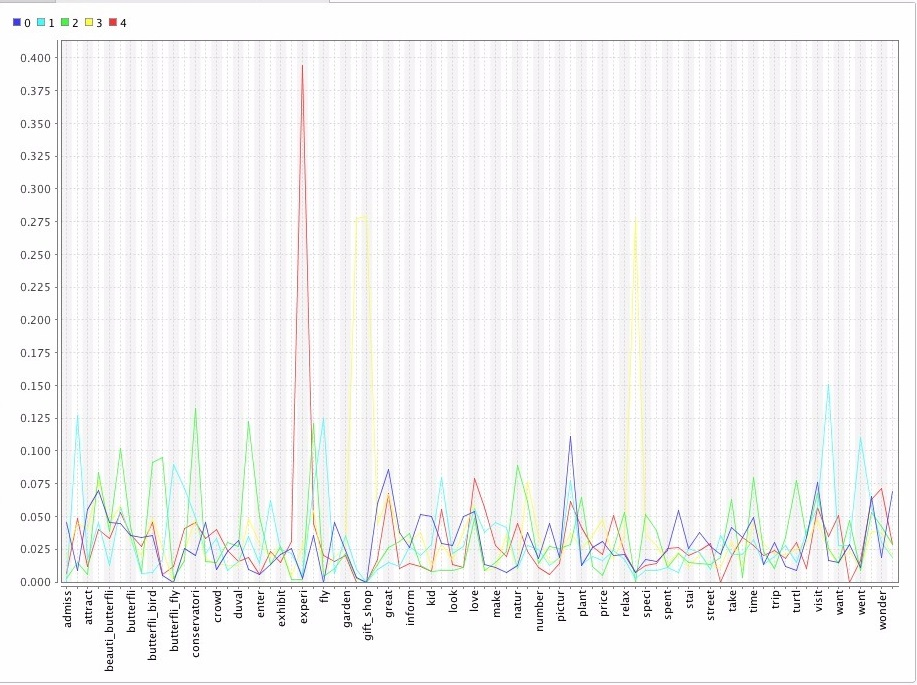 0 1 2 3 4
0.400
0.375
0.350
0.325
0.300
0.275
0.250
0.225
0.200
0.175
0.150
0.125
0.100
0.075
0.050
0.025
0.000
admiss
attract
beauti_butterfli
butterfli
butterfli_bird
butterfli_fly
conservatori
crowd
duval
enter
exhibit
experi
fly
garden
gift_shop
great
inform
kid
look
love
make
natur
number
pictur
plant
price
relax
speci
spent
stai
street
take
time
trip
turtl
visit
want
went
wonder